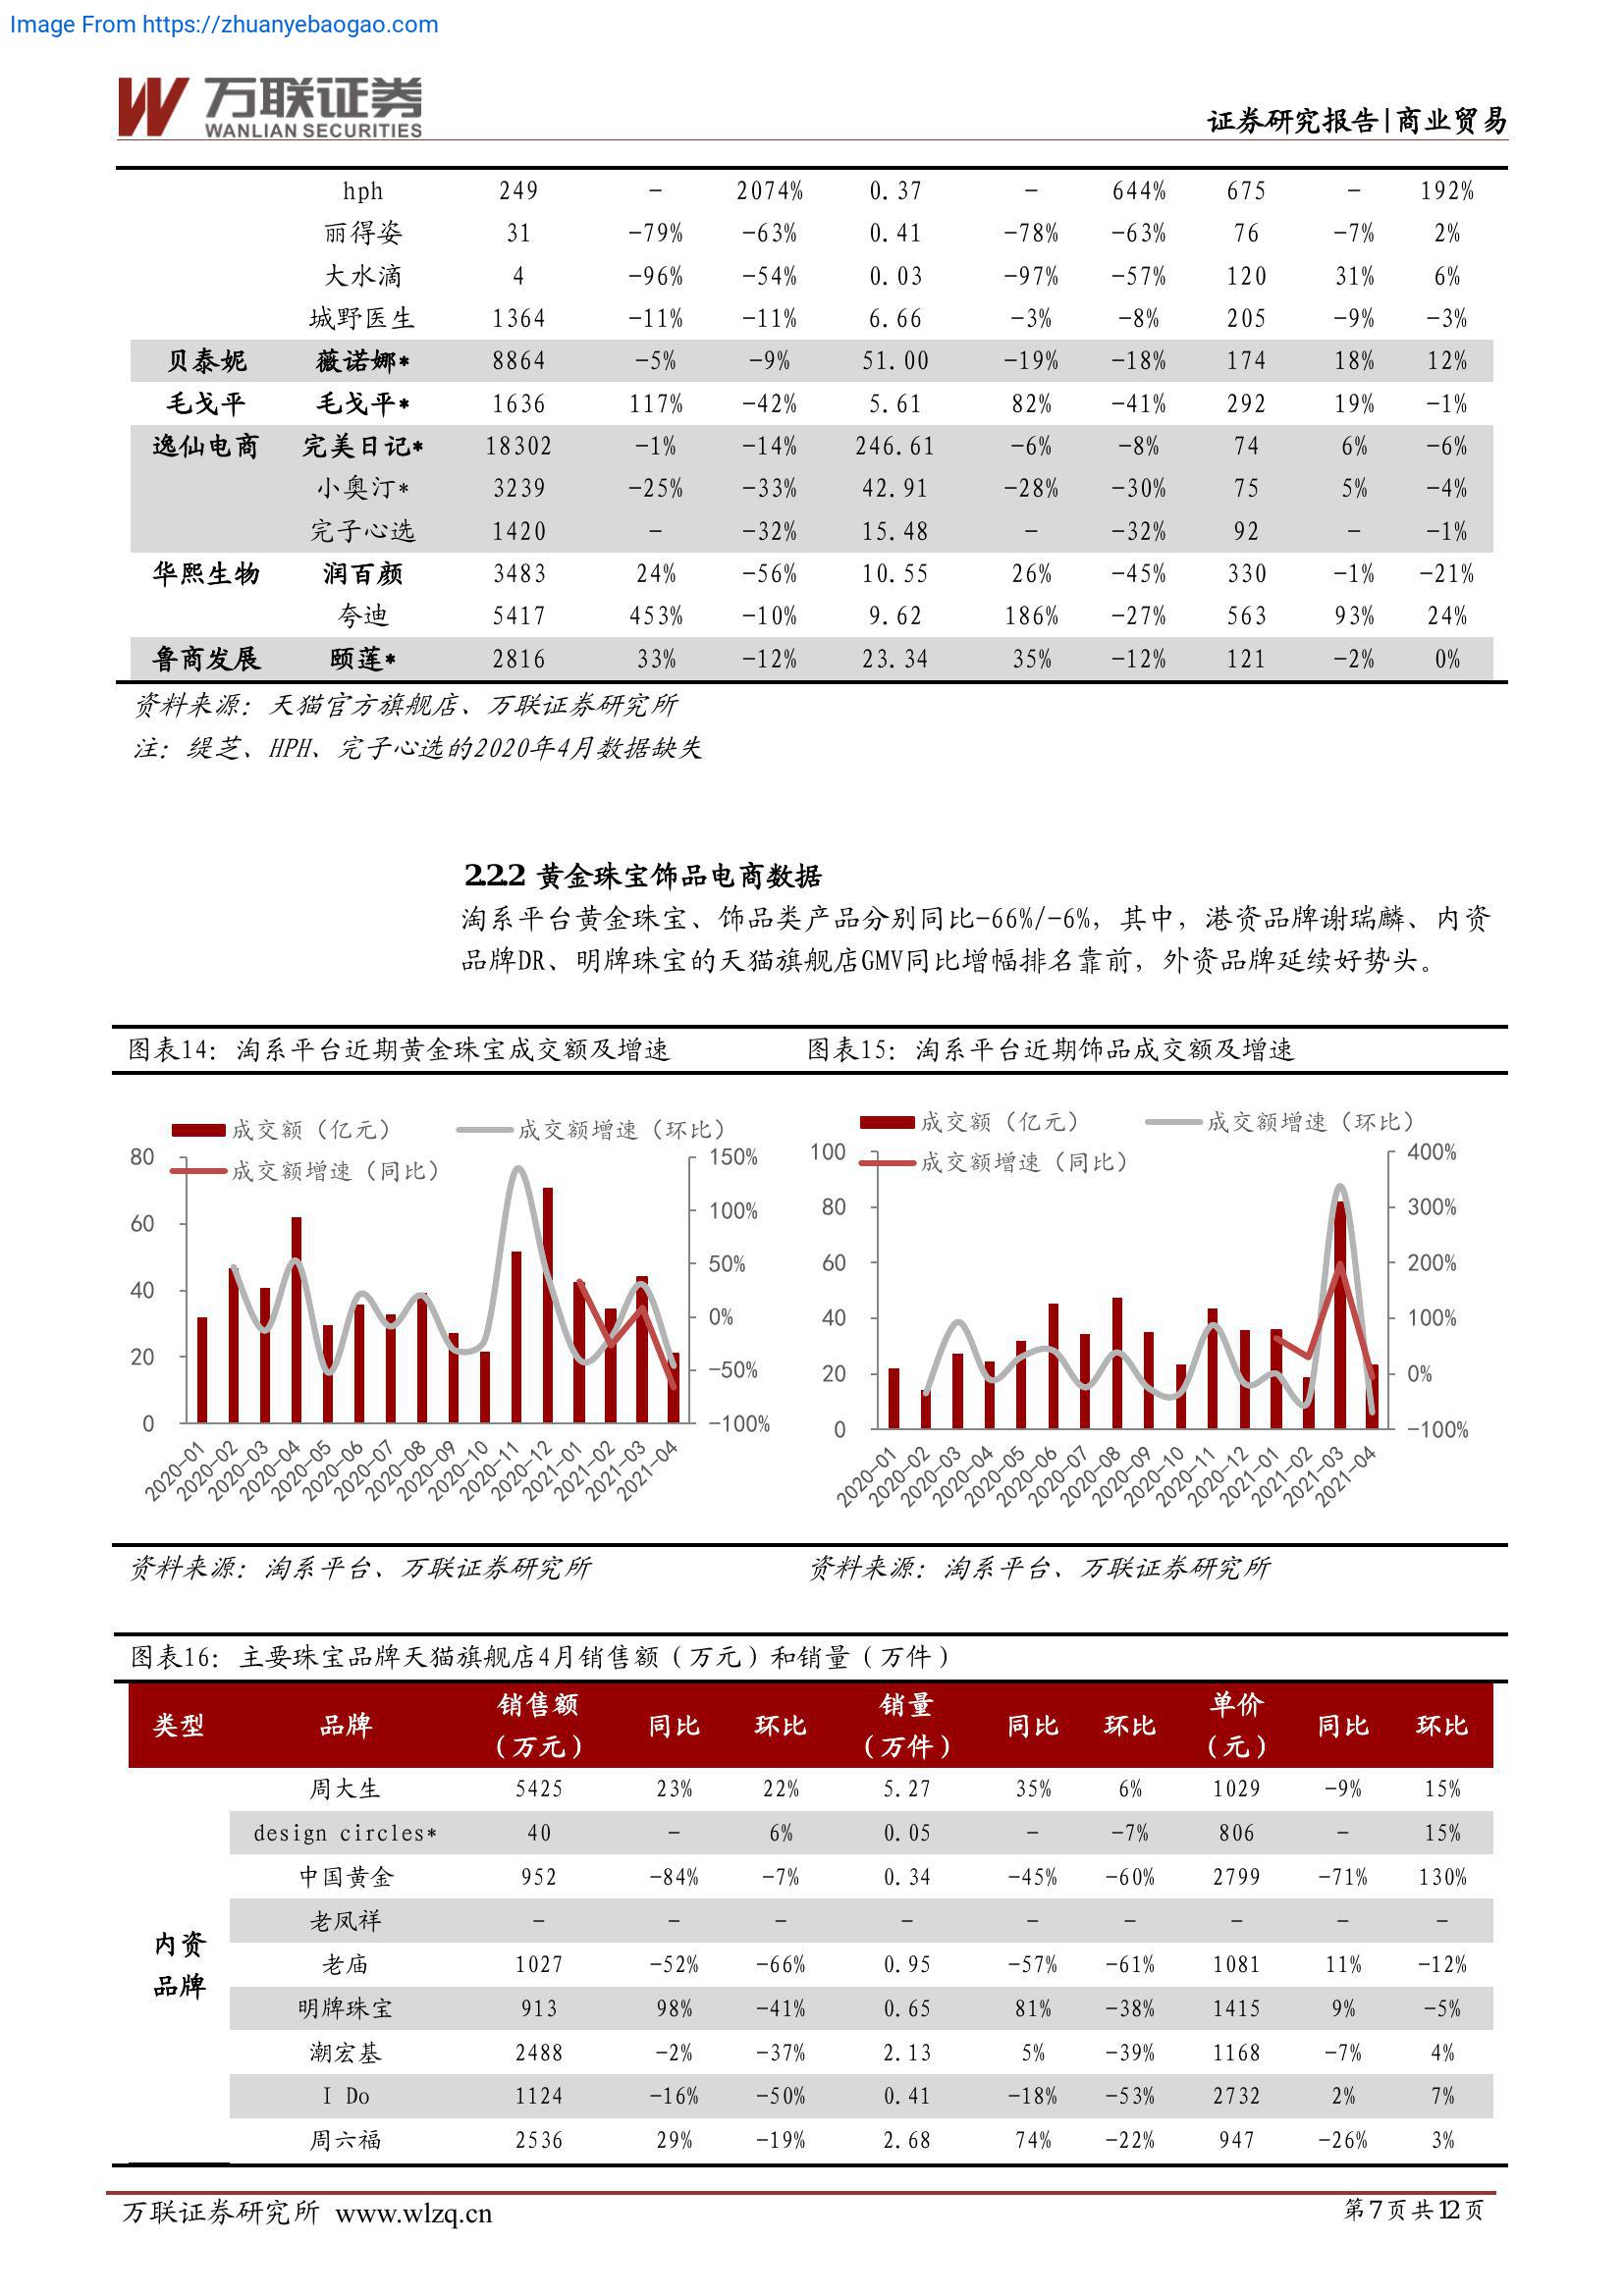 Image From https://zhuanyebaogao.com
万联证券
WANLIAN SECURITIES
证券研究报告|商业贸易
hph 249 - 2074% 0.37 - 644% 675 - 192%
丽得姿 31 -79% -63% 0.41 -78% -63% 76 -7% 2%
大水滴 4 -96% -54% 0.03 -97% -57% 120 31% 6%
城野医生 1364 -11% -11% 6.66 -3% -8% 205 -9% -3%
贝泰妮 薇诺娜* 8864 -5% -9% 51.00 -19% -18% 174 18% 12%
毛戈平 毛戈平* 1636 117% -42% 5.61 82% -41% 292 19% -1%
逸仙电商 完美日记* 18302 -1% -14% 246.61 -6% -8% 74 6% -6%
小奥汀* 3239 -25% -33% 42.91 -28% -30% 75 5% -4%
完子心选 1420 - -32% 15.48 - -32% 92 - -1%
华熙生物 润百颜 3483 24% -56% 10.55 26% -45% 330 -1% -21%
夸迪 5417 453% -10% 9.62 186% -27% 563 93% 24%
鲁商发展 颐莲* 2816 33% -12% 23.34 35% -12% 121 -2% 0%
资料来源：天猫官方旗舰店、万联证券研究所
注：缇芝、HPH、完子心选的2020年4月数据缺失
2.2.2 黄金珠宝饰品电商数据
淘系平台黄金珠宝、饰品类产品分别同比-66%/-6%，其中，港资品牌谢瑞麟、内资
品牌DR、明牌珠宝的天猫旗舰店GMV同比增幅排名靠前，外资品牌延续好势头。
图表14：淘系平台近期黄金珠宝成交额及增速
图表15：淘系平台近期饰品成交额及增速
成交额（亿元） 成交额增速（环比）
成交额增速（同比）
80 60 40 20 0
150% 100% 50% 0% -50% -100%
2020-01 2020-02 2020-03 2020-04 2020-05 2020-06 2020-07 2020-08 2020-09 2020-10 2020-11 2020-12 2021-01 2021-02 2021-03 2021-04
成交额（亿元） 成交额增速（环比）
成交额增速（同比）
100 80 60 40 20 0
400% 300% 200% 100% 0% -100%
2020-01 2020-02 2020-03 2020-04 2020-05 2020-06 2020-07 2020-08 2020-09 2020-10 2020-11 2020-12 2021-01 2021-02 2021-03 2021-04
资料来源：淘系平台、万联证券研究所
资料来源：淘系平台、万联证券研究所
图表16：主要珠宝品牌天猫旗舰店4月销售额（万元）和销量（万件）
类型 品牌 销售额（万元） 同比 环比 销量（万件） 同比 环比 单价（元） 同比 环比
周大生 5425 23% 22% 5.27 35% 6% 1029 -9% 15%
design circles* 40 - 6% 0.05 - -7% 806 - 15%
中国黄金 952 -84% -7% 0.34 -45% -60% 2799 -71% 130%
老凤祥 - - - - - - - - -
内资品牌
老庙 1027 -52% -66% 0.95 -57% -61% 1081 11% -12%
明牌珠宝 913 98% -41% 0.65 81% -38% 1415 9% -5%
潮宏基 2488 -2% -37% 2.13 5% -39% 1168 -7% 4%
I Do 1124 -16% -50% 0.41 -18% -53% 2732 2% 7%
周六福 2536 29% -19% 2.68 74% -22% 947 -26% 3%
万联证券研究所 www.wlzq.cn
第 7 页 共 12 页